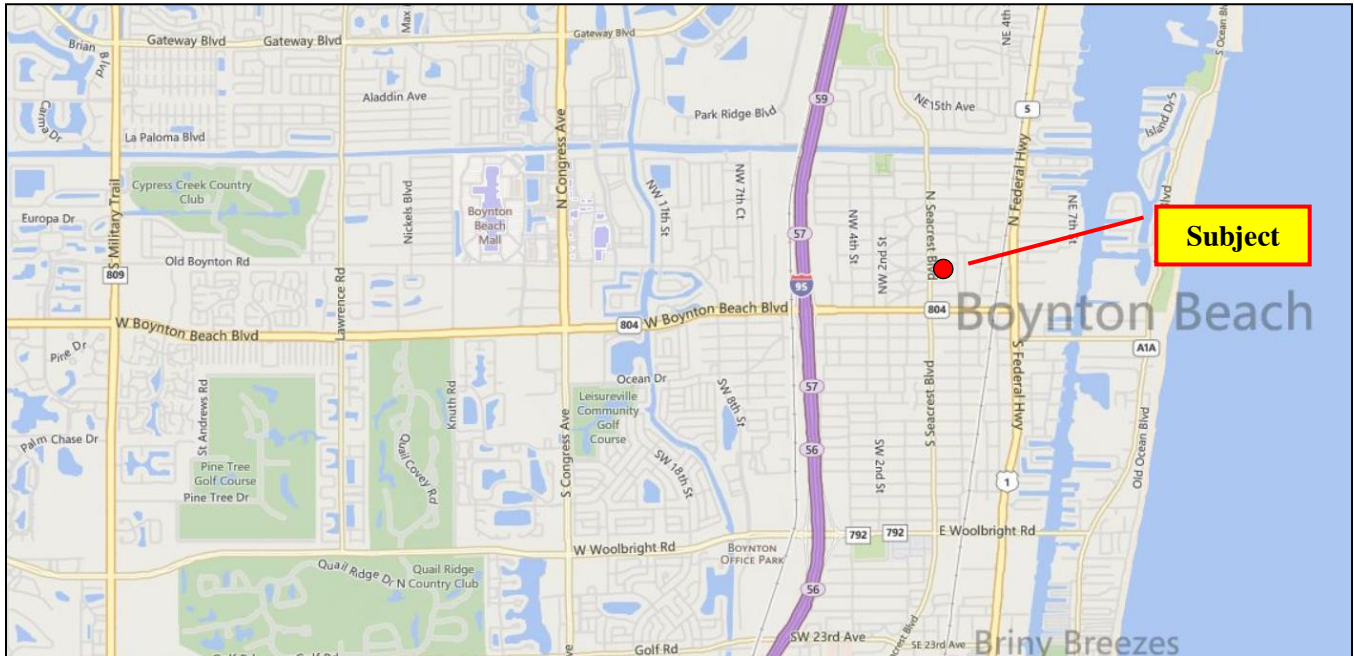 Gateway Blvd
Gateway Blvd
Gateway Blvd
Brian Blvd
Max
NE 4th
S Ocean Bl
Aladdin Ave
Carma Dr
La Paloma Blvd
Park Ridge Blvd
59
NE 15th Ave
5
Island Dr S
Cypress Creek Country
Club
S Military Trail
Nickels Blvd
Boynton
Beach
Mall
N Congress Ave
NW 11th St
NW 7th Ct
NW 4th St
NW 2nd St
N Seacrest Blvd
N Federal Hwy
NE 7th St
Blvd
Subject
Europa Dr
57
Old Boynton Rd
809
Lawrence Rd
95
804
Boynton Beach
W Boynton Beach Blvd
804
W Boynton Beach Blvd
A1A
Pine Dr
St Andrews Rd
Knuth Rd
Ocean Dr
Leisureville
Community
Golf
Course
SW 8th St
57
S Seacrest Blvd
S Federal Hwy
Old Ocean Blvd
Palm Chase Dr
Quail Covey Rd
S Congress Ave
SW 18th St
56
SW 2nd St
Pine Tree
Golf Course
Pine Tree Dr
1
792
792
E Woolbright Rd
W Woolbright Rd
Boynton
Office Park
Quail Ridge Dr N
Quail Ridge
Country Club
56
SW 23rd Ave
SE 23rd Ave
Seacrest Blvd
Golf Rd
Briny Breezes